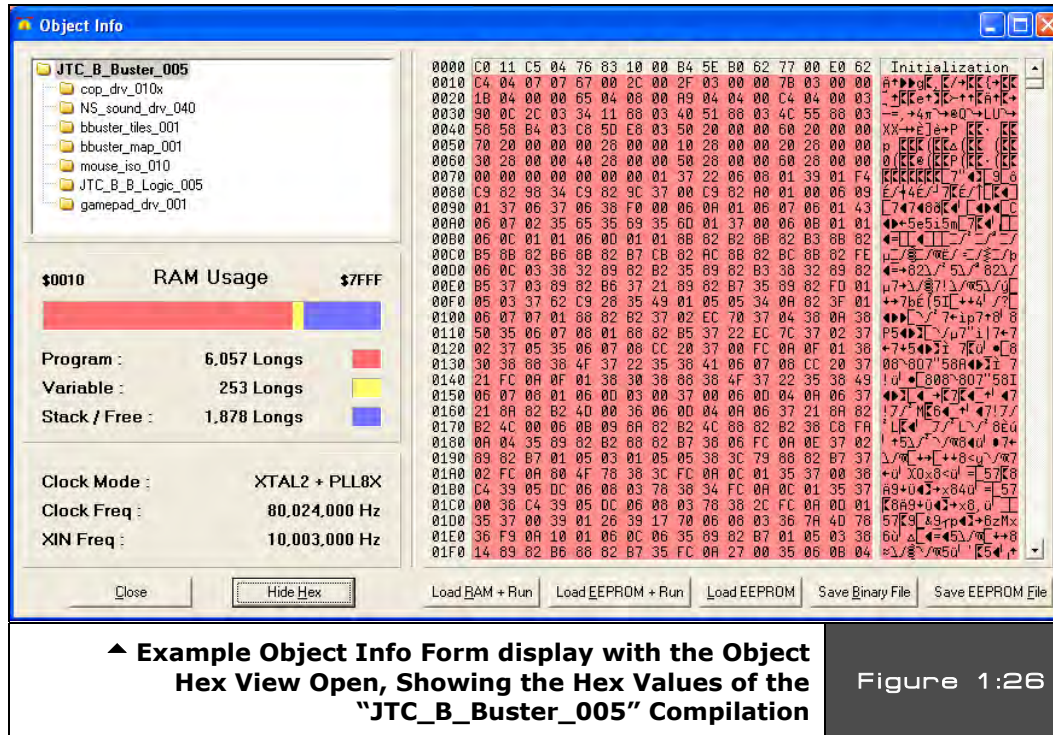 Object Info
JTC_B_Buster_005
cop_drv_010x
NS_sound_drv_040
bbuster_tiles_001
bbuster_map_001
mouse_iso_010
JTC_B_B_Logic_005
gamepad_drv_001
$0010 RAM Usage $7FFF
Program : 6,057 Longs
Variable : 253 Longs
Stack / Free : 1,878 Longs
Clock Mode : XTAL2 + PLL8X
Clock Freq : 80,024,000 Hz
XIN Freq : 10,003,000 Hz
0000 C0 11 C5 04 76 83 10 00 B4 5E B0 62 77 00 E0 62 Initialization
0010 C4 04 07 07 67 00 2C 00 2F 03 00 00 7B 03 00 00
0020 1B 04 00 00 65 04 08 00 A9 04 04 00 C4 04 00 03
0030 90 0C 2C 03 34 11 68 03 40 51 88 03 4C 55 88 03
0040 58 58 B4 03 C8 5D E8 03 50 20 00 00 60 20 00 00
0050 70 20 00 00 00 28 00 00 10 28 00 00 20 28 00 00
0060 30 28 00 00 40 28 00 00 50 28 00 00 60 28 00 00
0070 00 00 00 00 00 00 00 01 37 22 06 08 01 39 01 F4
0080 C9 82 98 34 C9 82 9C 37 00 C9 82 A0 01 00 06 09
0090 01 37 06 37 06 38 F0 00 06 0A 01 06 07 06 01 43
00A0 06 07 02 35 65 35 69 35 6D 01 37 00 06 0B 01 01
00B0 06 0C 01 01 06 0D 01 01 8B 82 B2 8B 82 B3 8B 82
00C0 B5 8B 82 B6 8B 82 B7 CB 82 AC 8B 82 BC 8B 82 FE
00D0 06 0C 03 38 32 89 82 B2 35 89 82 B3 38 32 89 82
00E0 B5 37 03 89 82 B6 37 21 89 82 B7 35 89 82 FD 01
00F0 05 03 37 62 C9 28 35 49 01 05 05 34 0A 82 3F 01
0100 06 07 07 01 88 82 B2 37 02 EC 70 37 04 38 0A 38
0110 50 35 06 07 08 01 88 82 B5 37 22 EC 7C 37 02 37
0120 02 37 05 35 06 07 08 CC 20 37 00 FC 0A 0F 01 38
0130 30 38 88 38 4F 37 22 35 38 41 06 07 08 CC 20 37
0140 21 FC 0A 0F 01 38 30 38 88 38 4F 37 22 35 38 49
0150 06 07 08 01 06 0D 03 00 37 00 06 0D 04 0A 06 37
0160 21 8A 82 B2 4D 00 36 06 0D 04 0A 06 37 21 8A 82
0170 B2 4C 00 06 0B 09 8A 82 B2 4C 88 82 B2 38 C8 FA
0180 0A 04 35 89 82 B2 88 82 B7 38 06 FC 0A 0E 37 02
0190 89 82 B7 01 05 03 01 05 05 38 3C 79 88 82 B7 37
01A0 02 FC 0A 80 4F 78 38 3C FC 0A 0C 01 35 37 00 38
01B0 C4 39 05 DC 06 08 03 78 38 34 FC 0A 0C 01 35 37
01C0 00 38 C4 39 05 DC 06 08 03 78 38 2C FC 0A 0D 01
01D0 35 37 00 39 01 26 39 17 70 06 08 03 36 7A 4D 78
01E0 36 F9 0A 10 01 06 0C 06 35 89 82 B7 01 05 03 38
01F0 14 89 82 B6 88 82 B7 35 FC 0A 27 00 35 06 0B 04
Close Hide Hex Load RAM + Run Load EEPROM + Run Load EEPROM Save Binary File Save EEPROM File
Example Object Info Form display with the Object
Hex View Open, Showing the Hex Values of the
“JTC_B_Buster_005” Compilation
Figure 1:26